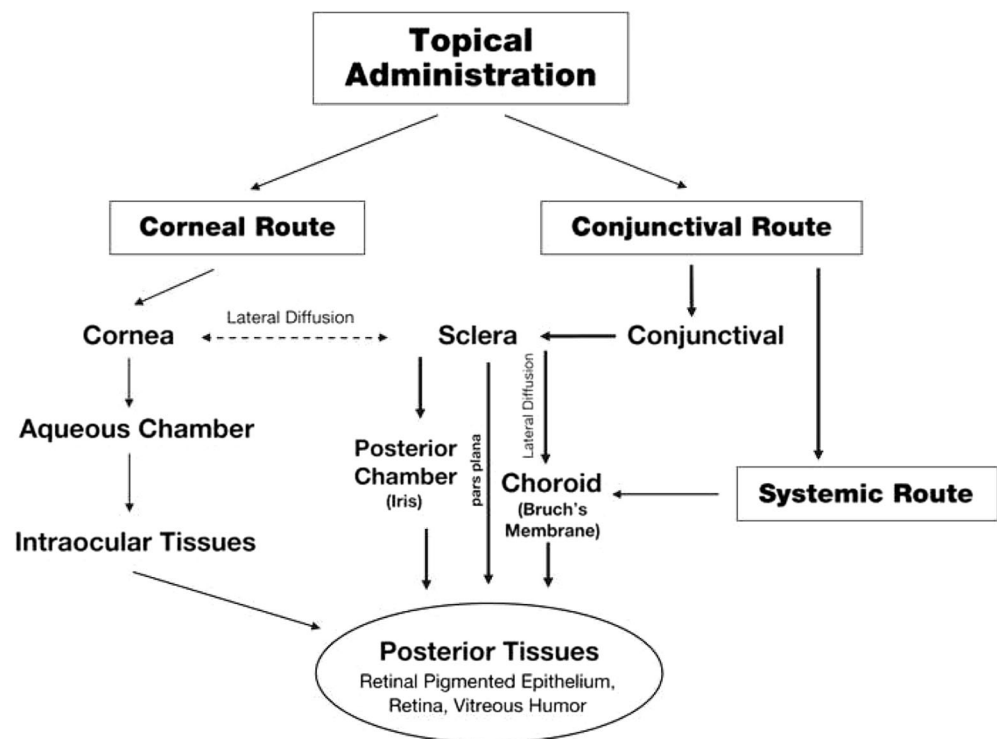 Topical
Administration
Corneal Route
Conjunctival Route
Lateral Diffusion
Cornea
Sclera
Conjunctival
Lateral Diffusion
pars plana
Aqueous Chamber
Posterior
Chamber
(Iris)
Choroid
(Bruch's
Membrane)
Systemic Route
Intraocular Tissues
Posterior Tissues
Retinal Pigmented Epithelium,
Retina, Vitreous Humor